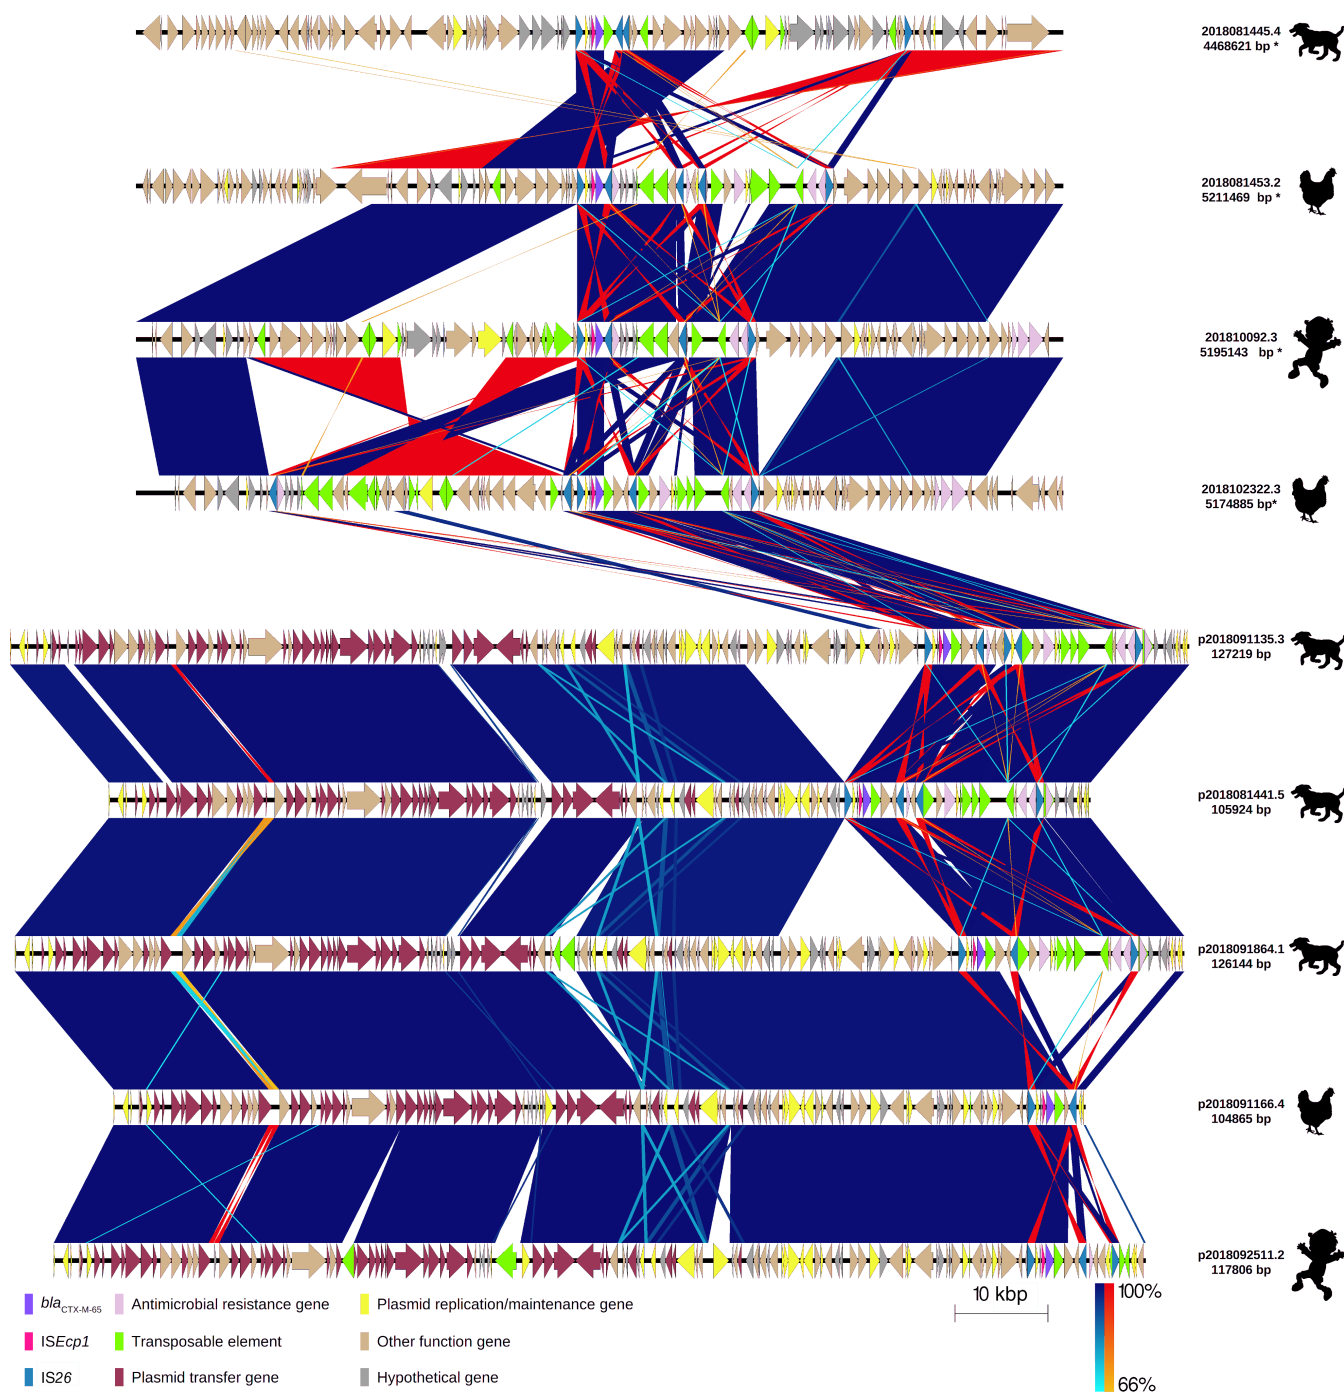 2018081445.4
4468621 bp *
2018081453.2
5211469 bp *
201810092.3
5195143 bp *
2018102322.3
5174885 bp*
p2018091135.3
127219 bp
p2018081441.5
105924 bp
p2018091864.1
126144 bp
p2018091166.4
104865 bp
p2018092511.2
117806 bp
blaCTX-M-65
Antimicrobial resistance gene
Plasmid replication/maintenance gene
10 kbp
100%
ISEcp1
Transposable element
Other function gene
IS26
Plasmid transfer gene
Hypothetical gene
66%